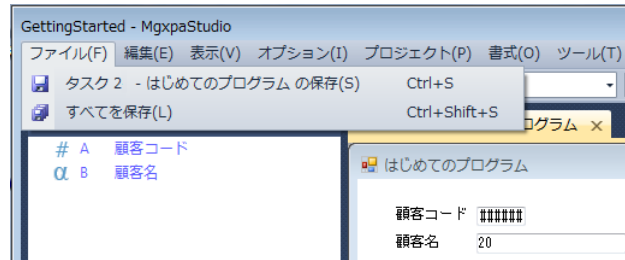 GettingStarted - MgxpaStudio
ファイル(F) 編集(E) 表示(V) オプション(I) プロジェクト(P) 書式(O) ツール(T)
タスク 2 - はじめてのプログラム の保存(S) Ctrl+S
すべてを保存(L) Ctrl+Shift+S
ログラム ×
# A 顧客コード
α B 顧客名
はじめてのプログラム
顧客コード ######
顧客名 20